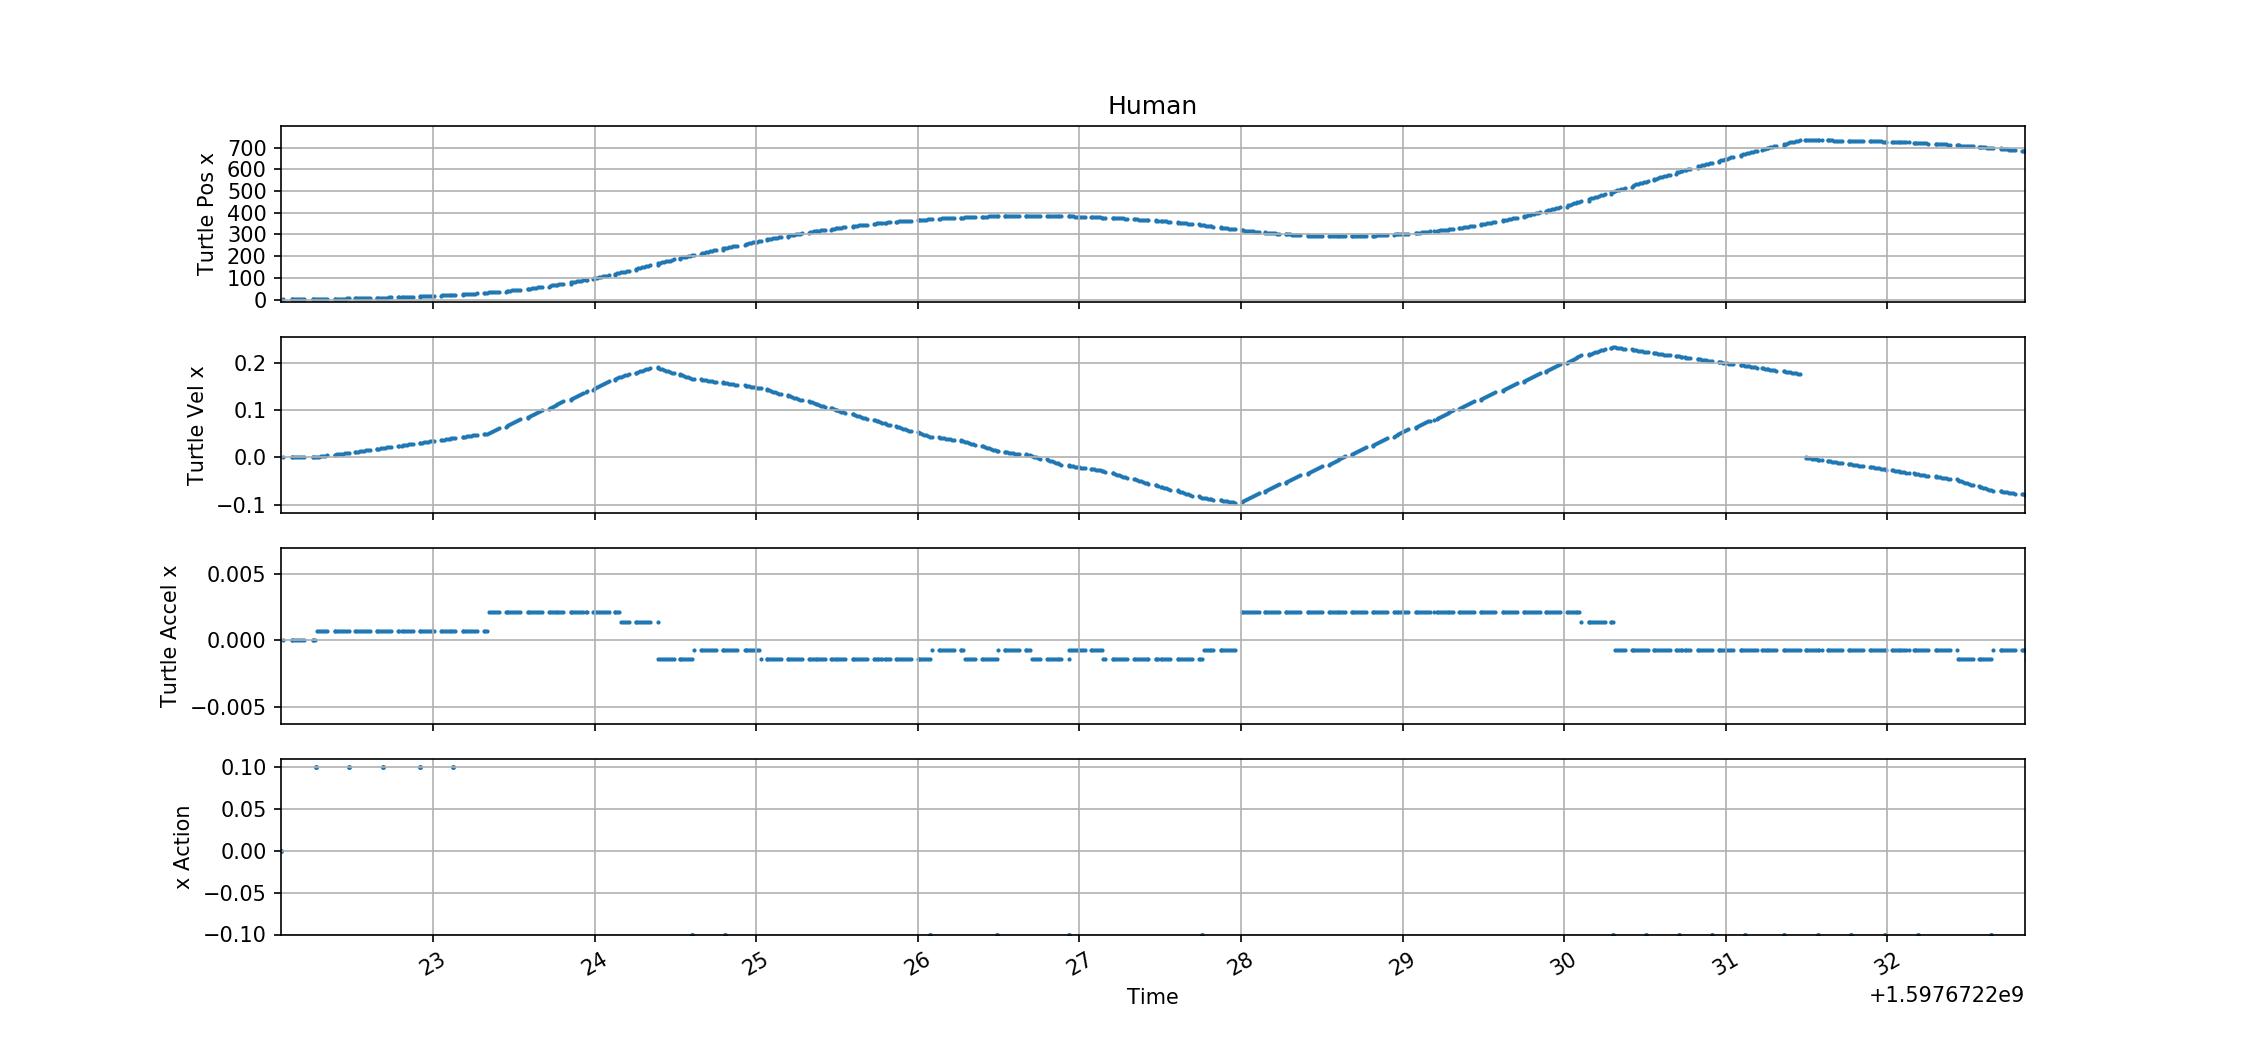 Human
Turtle Pos x
700
600
500
400
300
200
100
0
Turtle Vel x
0.2
0.1
0.0
−0.1
Turtle Accel x
0.005
0.000
−0.005
x Action
0.10
0.05
0.00
−0.05
−0.10
23 24 25 26 27 28 29 30 31 32
Time
+1.5976722e9